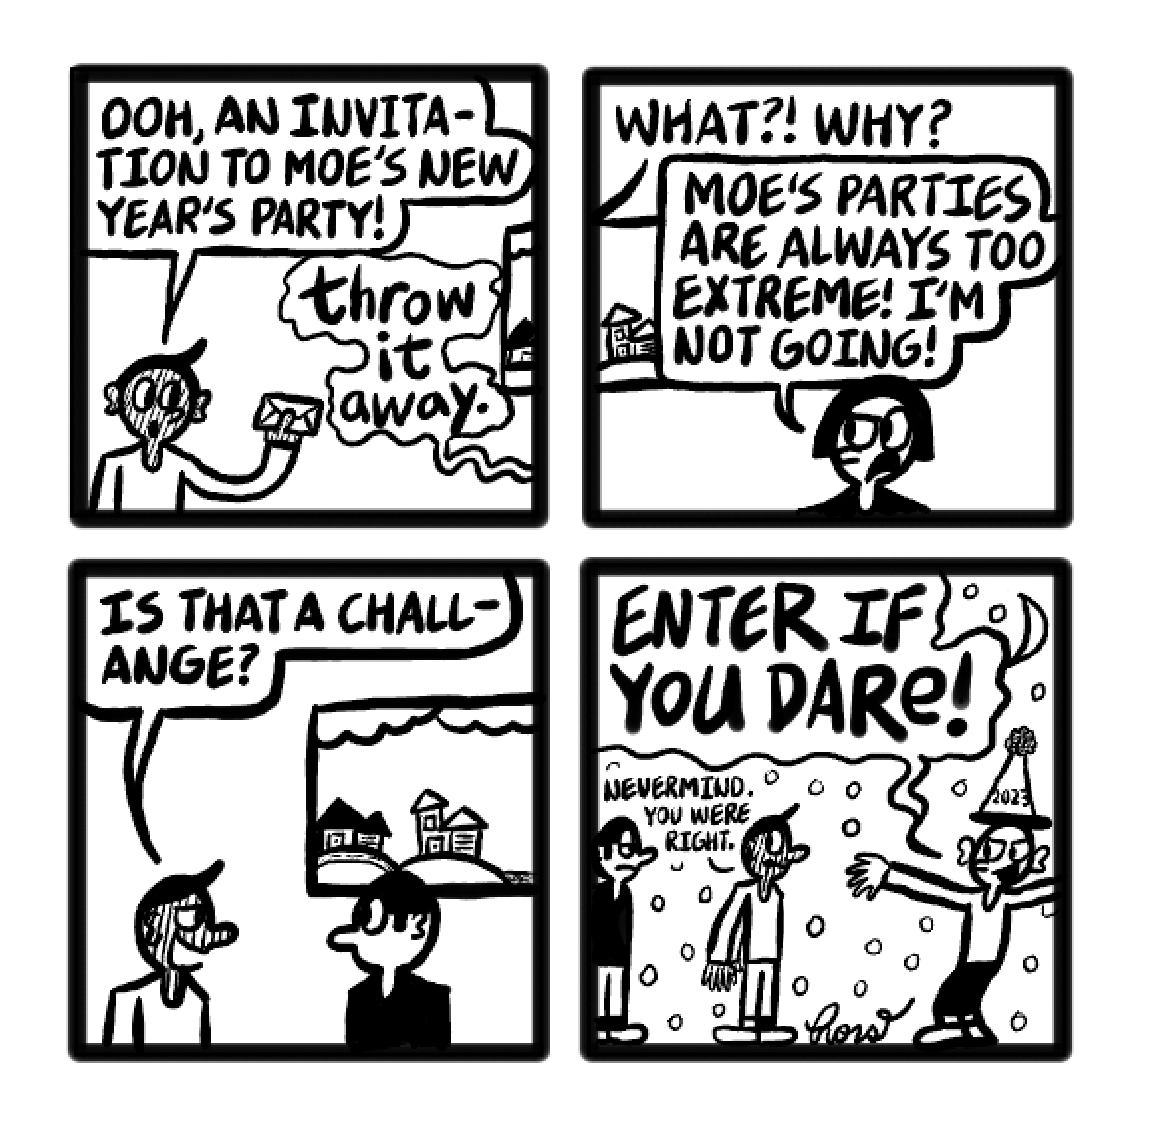 OOH, AN INVITA-
TION TO MOE'S NEW
YEAR'S PARTY!
throw
it
away.
WHAT?! WHY?
MOE'S PARTIES
ARE ALWAYS TOO
EXTREME! I'M
NOT GOING!
IS THAT A CHALL-
ANGE?
ENTER IF
YOU DARe!
NEVERMIND.
YOU WERE
RIGHT.
2023